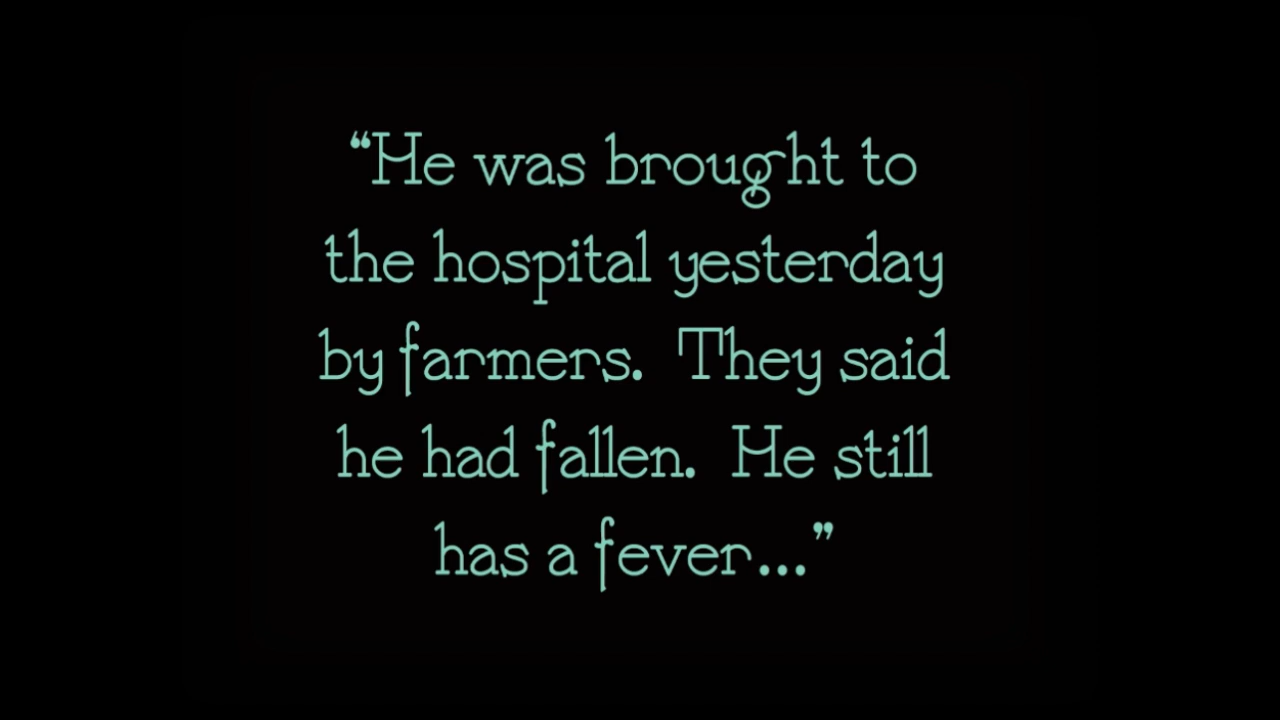 “He was brought to
the hospital yesterday
by farmers. They said
he had fallen. He still
has a fever...”